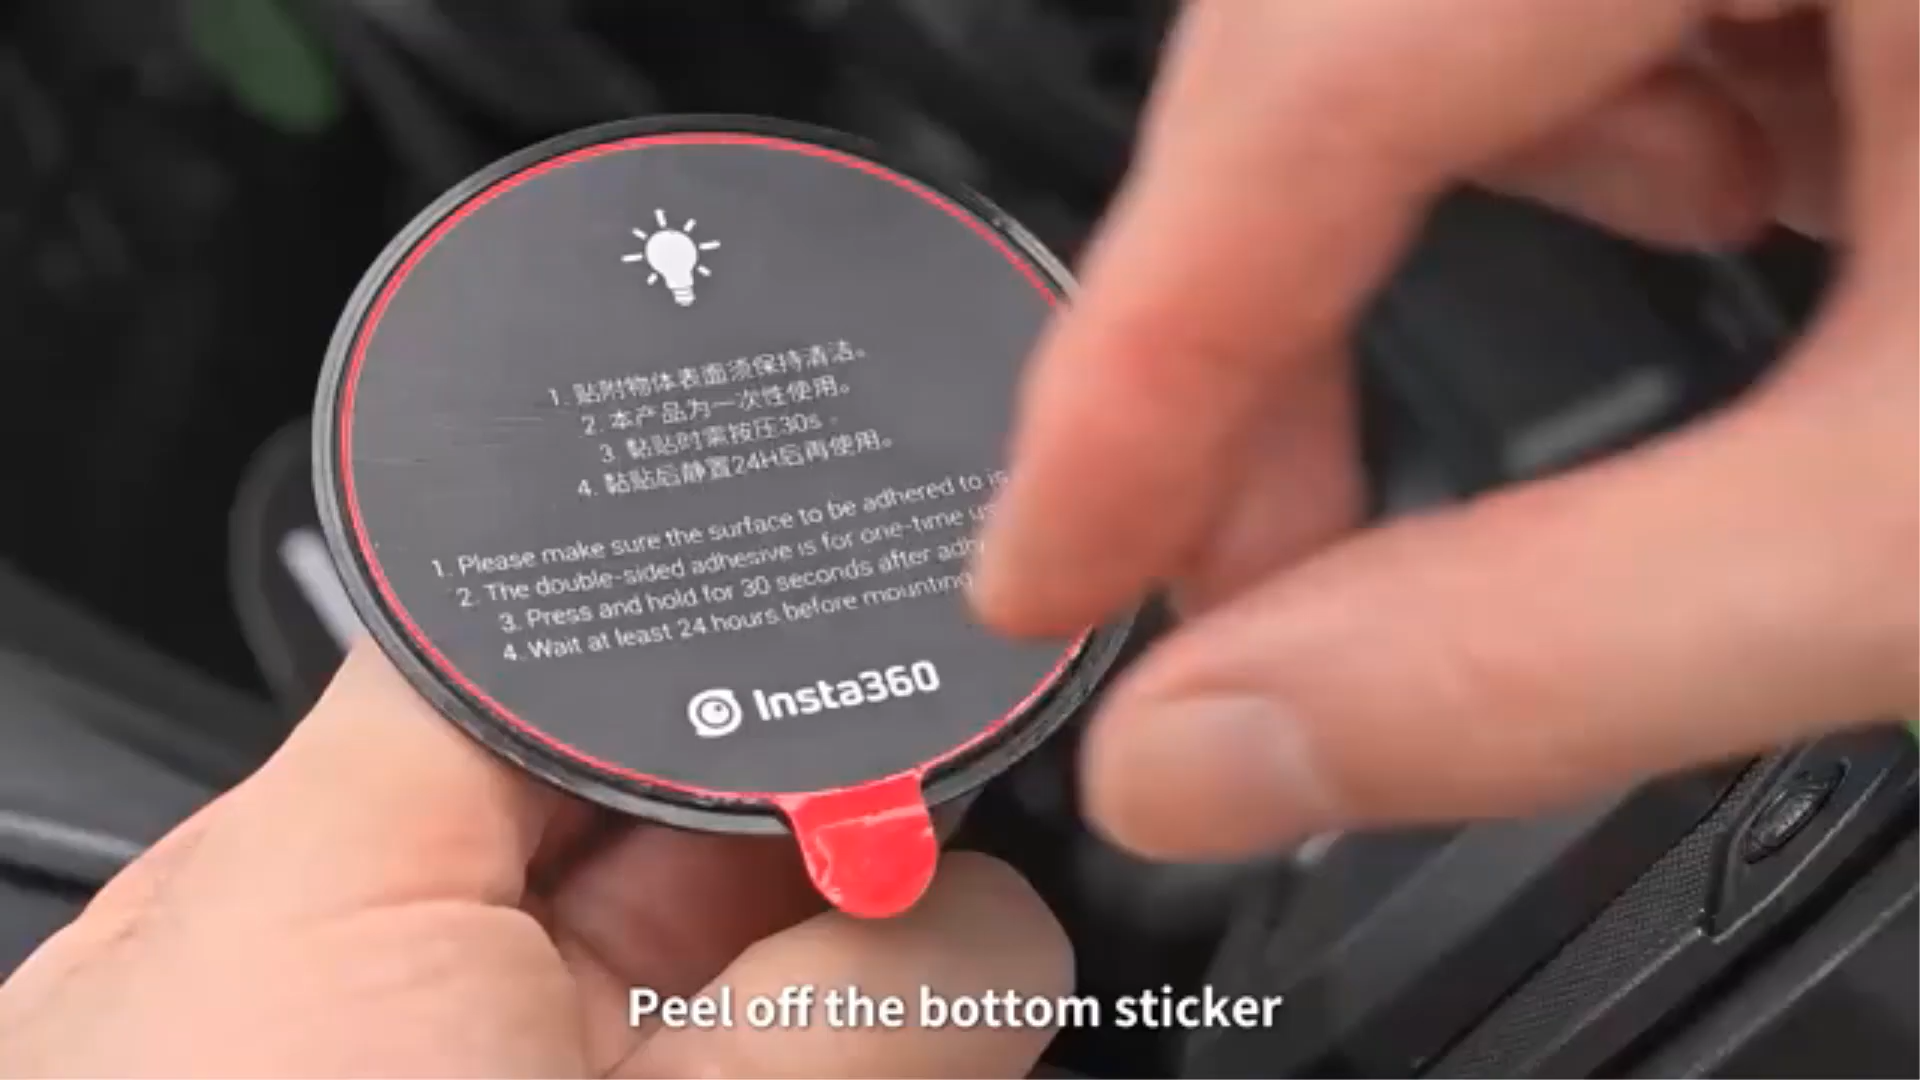 1. 贴附物体表面须保持清洁。
2. 本产品为一次性使用。
3. 黏贴时需按压30s。
4. 黏贴后静置24H后再使用。
1. Please make sure the surface to be adhered to is
2. The double-sided adhesive is for one-time
3. Press and hold for 30 seconds after
4. Wait at least 24 hours before mounting
Insta360
Peel off the bottom sticker